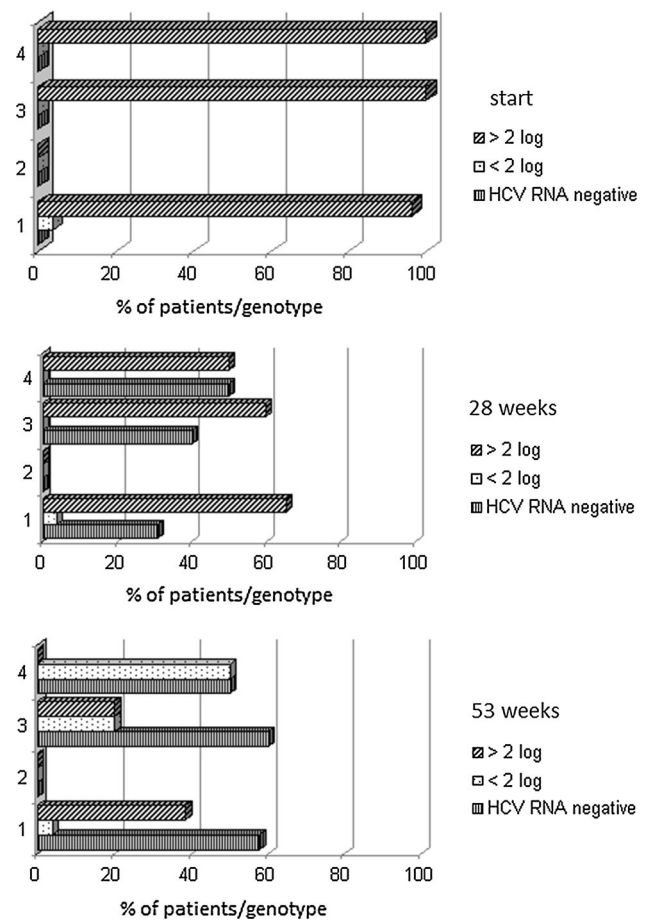 4
3
2
1
0 20 40 60 80 100
% of patients/genotype
start
> 2 log
< 2 log
HCV RNA negative
4
3
2
1
0 20 40 60 80 100
% of patients/genotype
28 weeks
> 2 log
< 2 log
HCV RNA negative
4
3
2
1
0 20 40 60 80 100
% of patients/genotype
53 weeks
> 2 log
< 2 log
HCV RNA negative